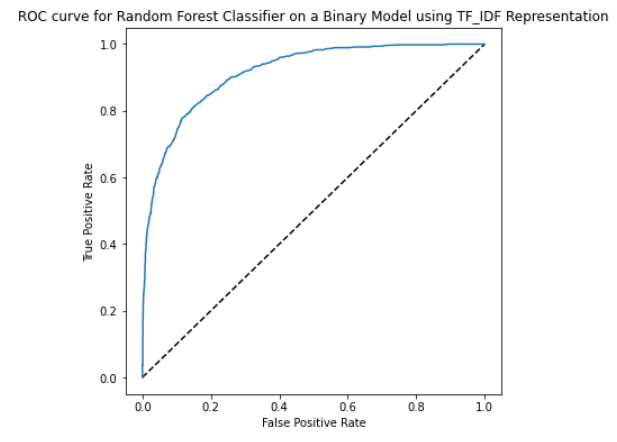 ROC curve for Random Forest Classifier on a Binary Model using TF_IDF Representation
1.0
0.8
0.6
0.4
0.2
0.0
True Positive Rate
0.0 0.2 0.4 0.6 0.8 1.0
False Positive Rate